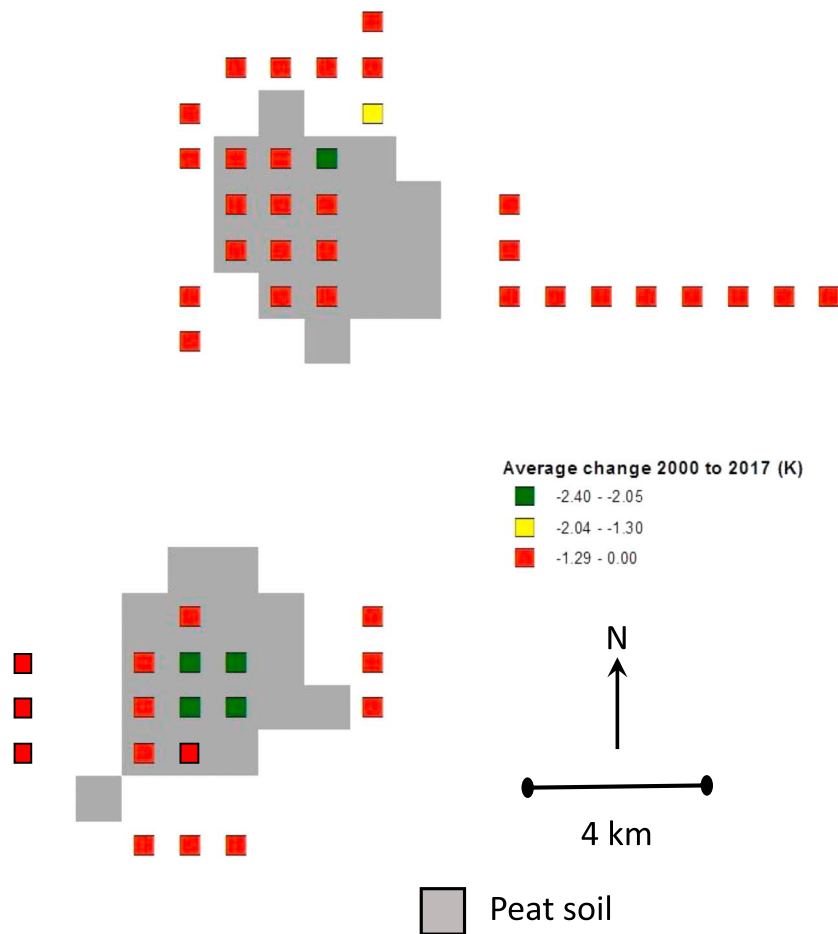 Average change 2000 to 2017 (K)
-2.40 - -2.05
-2.04 - -1.30
-1.29 - 0.00
N
4 km
Peat soil